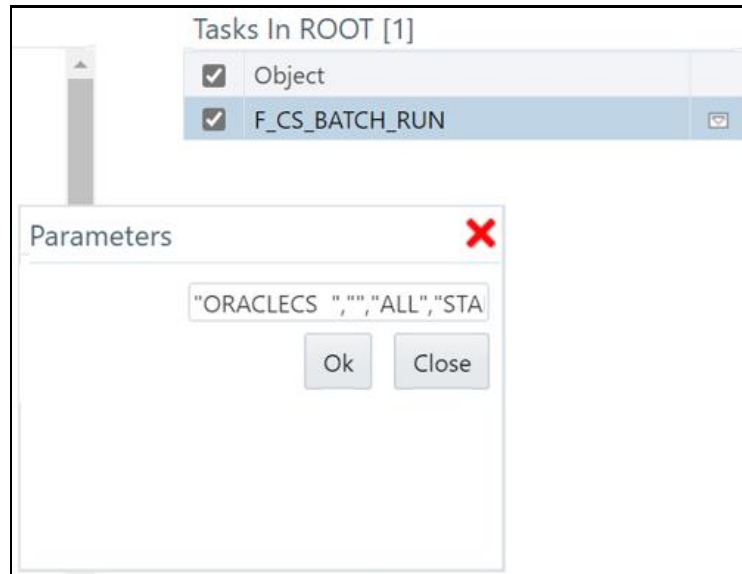 Tasks In ROOT [1]
Object
F_CS_BATCH_RUN
Parameters
"ORACLECS  ","","ALL","STA
Ok
Close